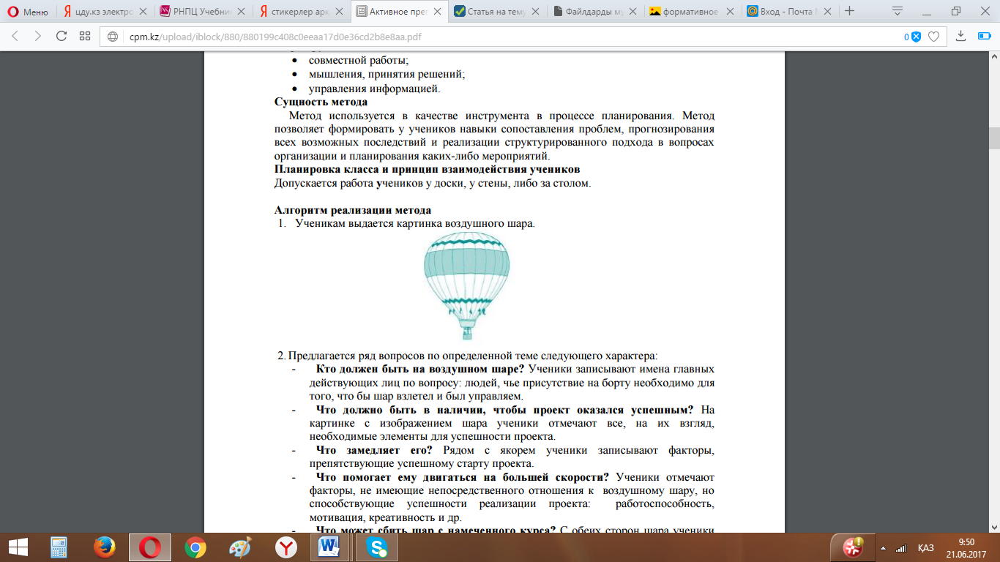 Меню
цду.кз электро
РНПЦ Учебни
стикерлер арк
Активное прег
Статья на тему
Файлдарды м
формативное
Вход - Почта
cpm.kz/upload/iblock/880/880199c408c0eeaa17d0e36cd2b8e8aa.pdf
0
• совместной работы;
• мышления, принятия решений;
• управления информацией.
Сущность метода
Метод используется в качестве инструмента в процессе планирования. Метод
позволяет формировать у учеников навыки сопоставления проблем, прогнозирования
всех возможных последствий и реализации структурированного подхода в вопросах
организации и планирования каких-либо мероприятий.
Планировка класса и принцип взаимодействия учеников
Допускается работа учеников у доски, у стены, либо за столом.
Алгоритм реализации метода
1. Ученикам выдается картинка воздушного шара.
2. Предлагается ряд вопросов по определенной теме следующего характера:
- Кто должен быть на воздушном шаре? Ученики записывают имена главных
действующих лиц по вопросу: людей, чье присутствие на борту необходимо для
того, что бы шар взлетел и был управляем.
- Что должно быть в наличии, чтобы проект оказался успешным? На
картинке с изображением шара ученики отмечают все, на их взгляд,
необходимые элементы для успешности проекта.
- Что замедляет его? Рядом с якорем ученики записывают факторы,
препятствующие успешному старту проекта.
- Что помогает ему двигаться на большей скорости? Ученики отмечают
факторы, не имеющие непосредственного отношения к воздушному шару, но
способствующие успешности реализации проекта: работоспособность,
мотивация, креативность и др.
- Что может сбить шар с намеченного курса? С обеих сторон шара ученики
ҚАЗ
9:50
21.06.2017